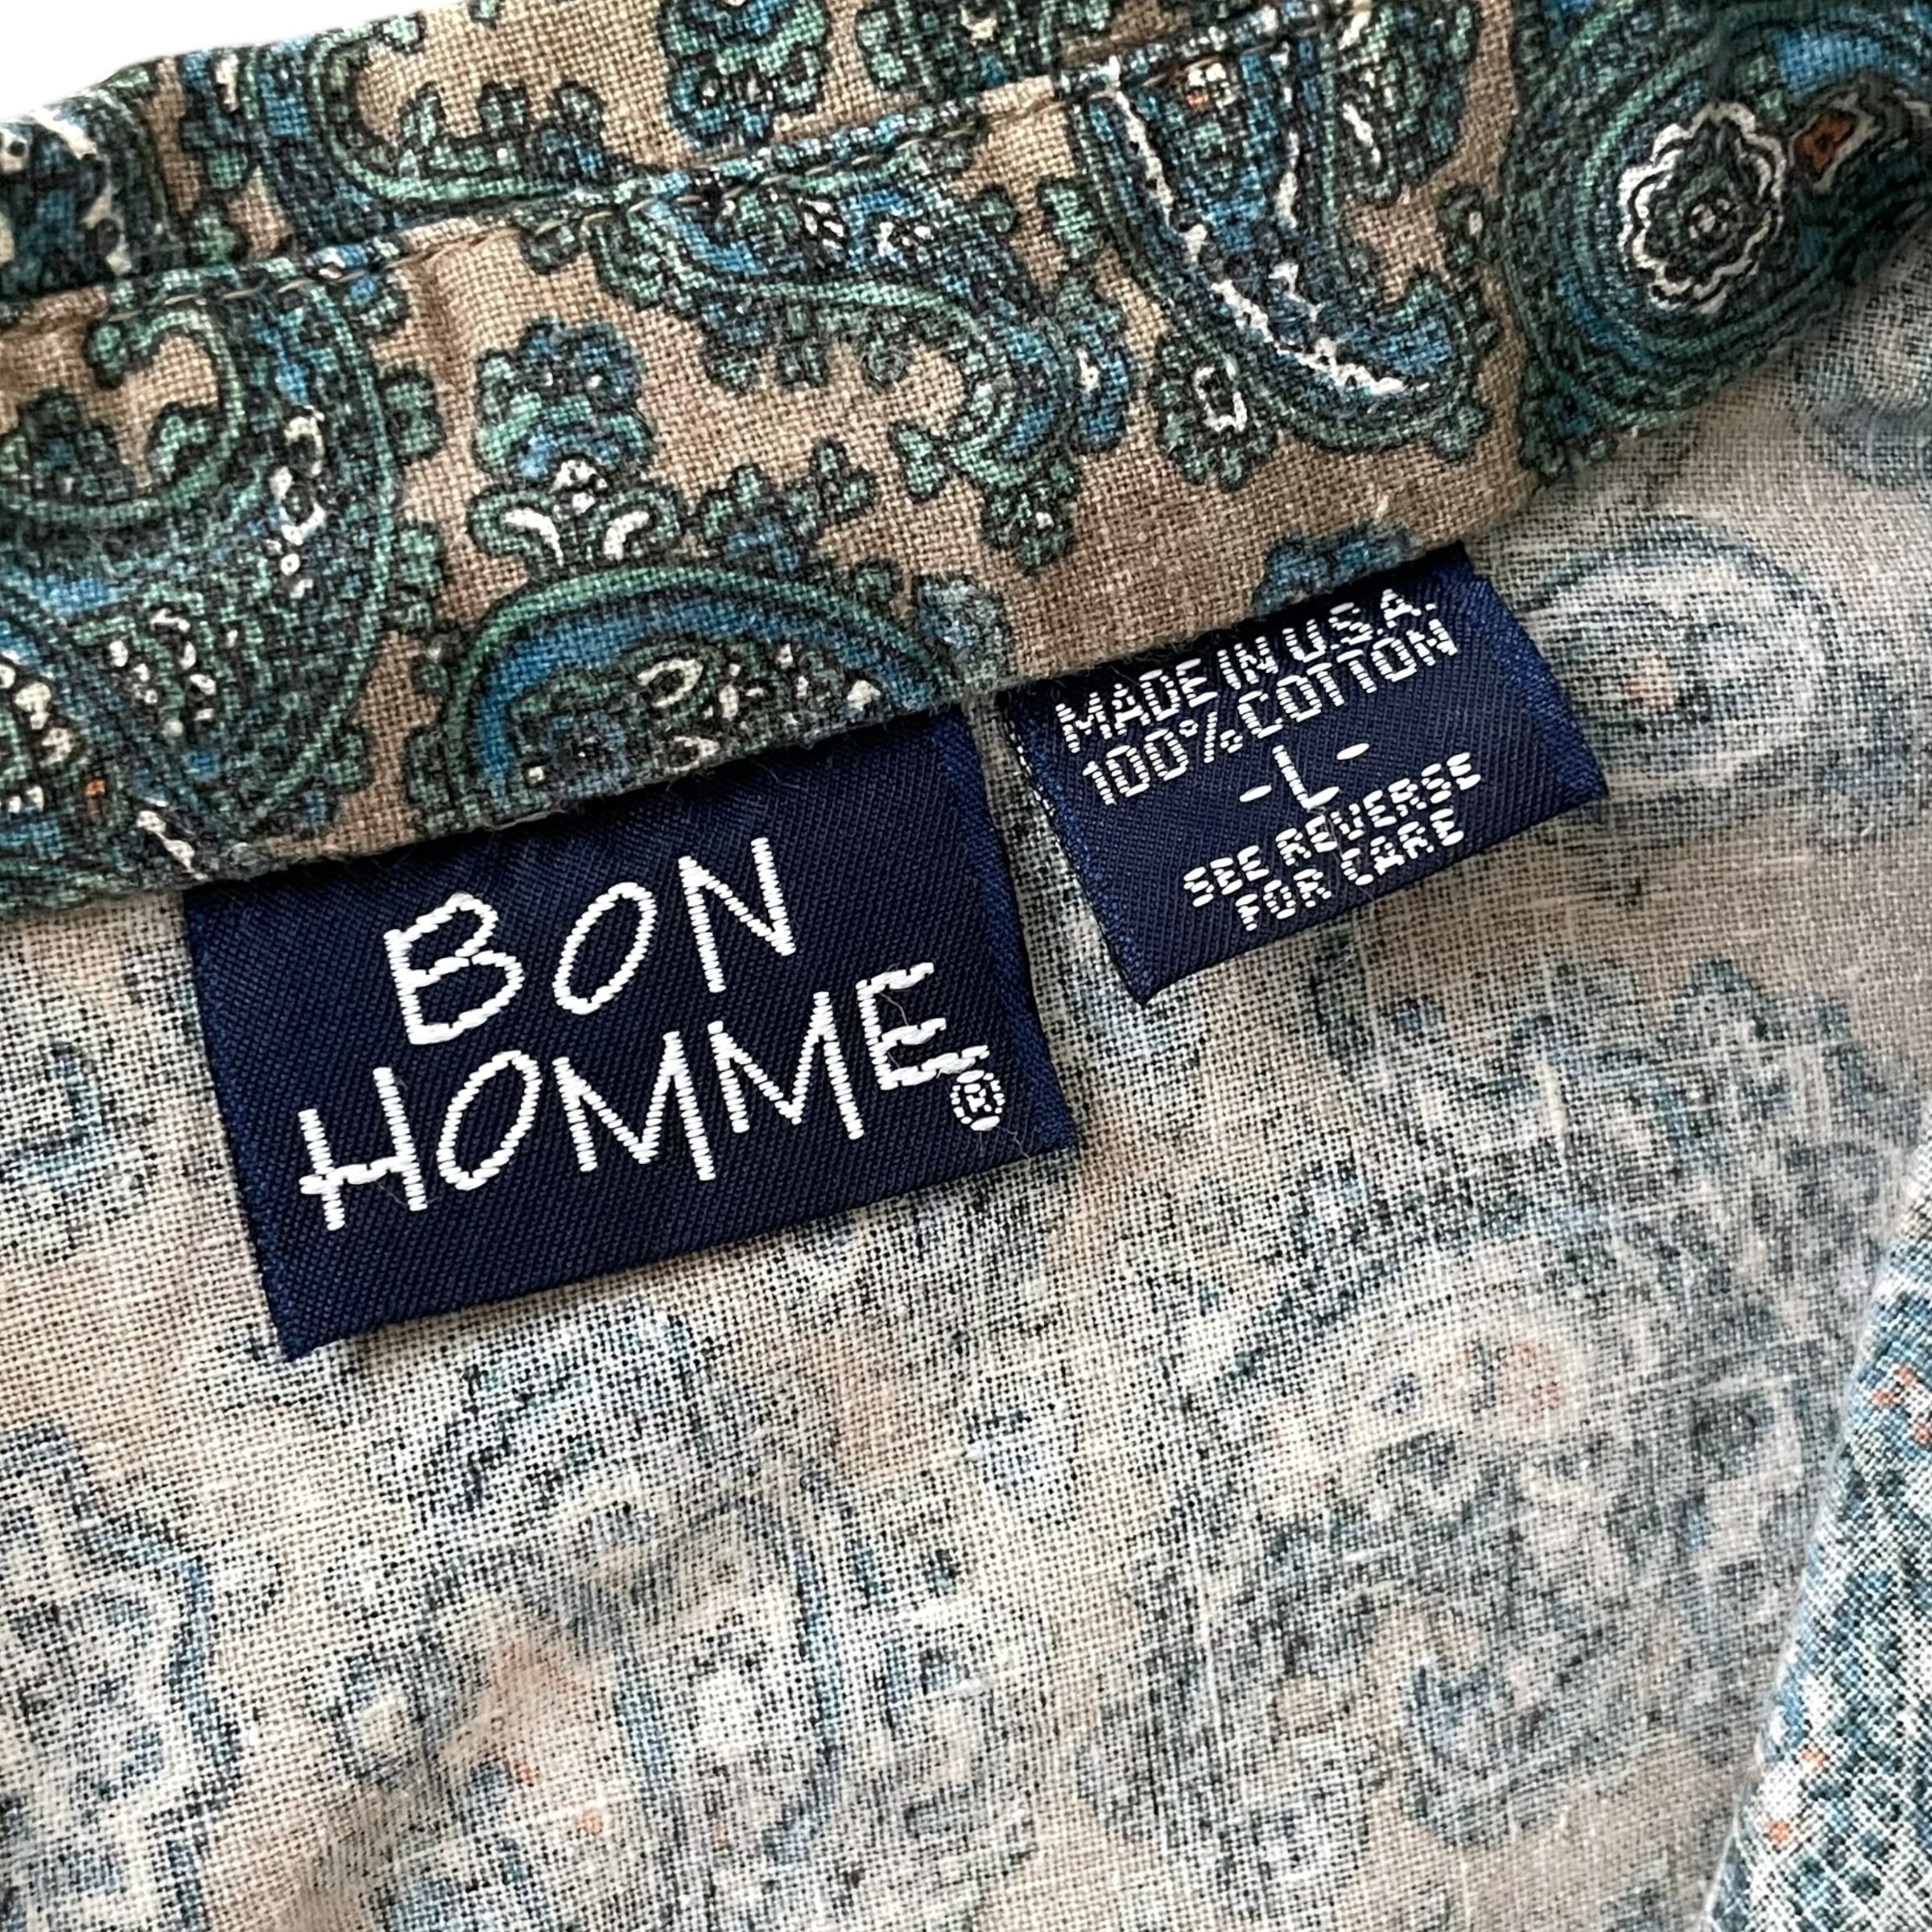 BON
HOMME®
MADE IN U.S.A.
100% COTTON
-L-
SEE REVERSE
FOR CARE